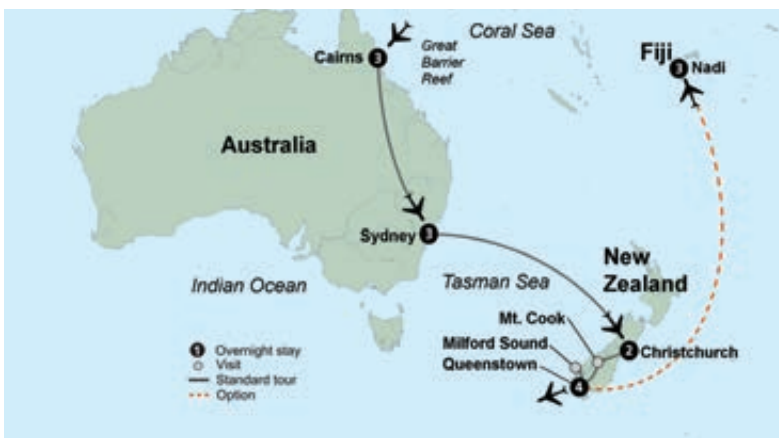 Coral Sea
Cairns 3
Great
Barrier
Reef
Fiji
3 Nadi
Australia
Sydney 3
New
Zealand
Indian Ocean
Tasman Sea
Mt. Cook
Milford Sound
2 Christchurch
Queenstown
4
1 Overnight stay
Visit
Standard tour
Option